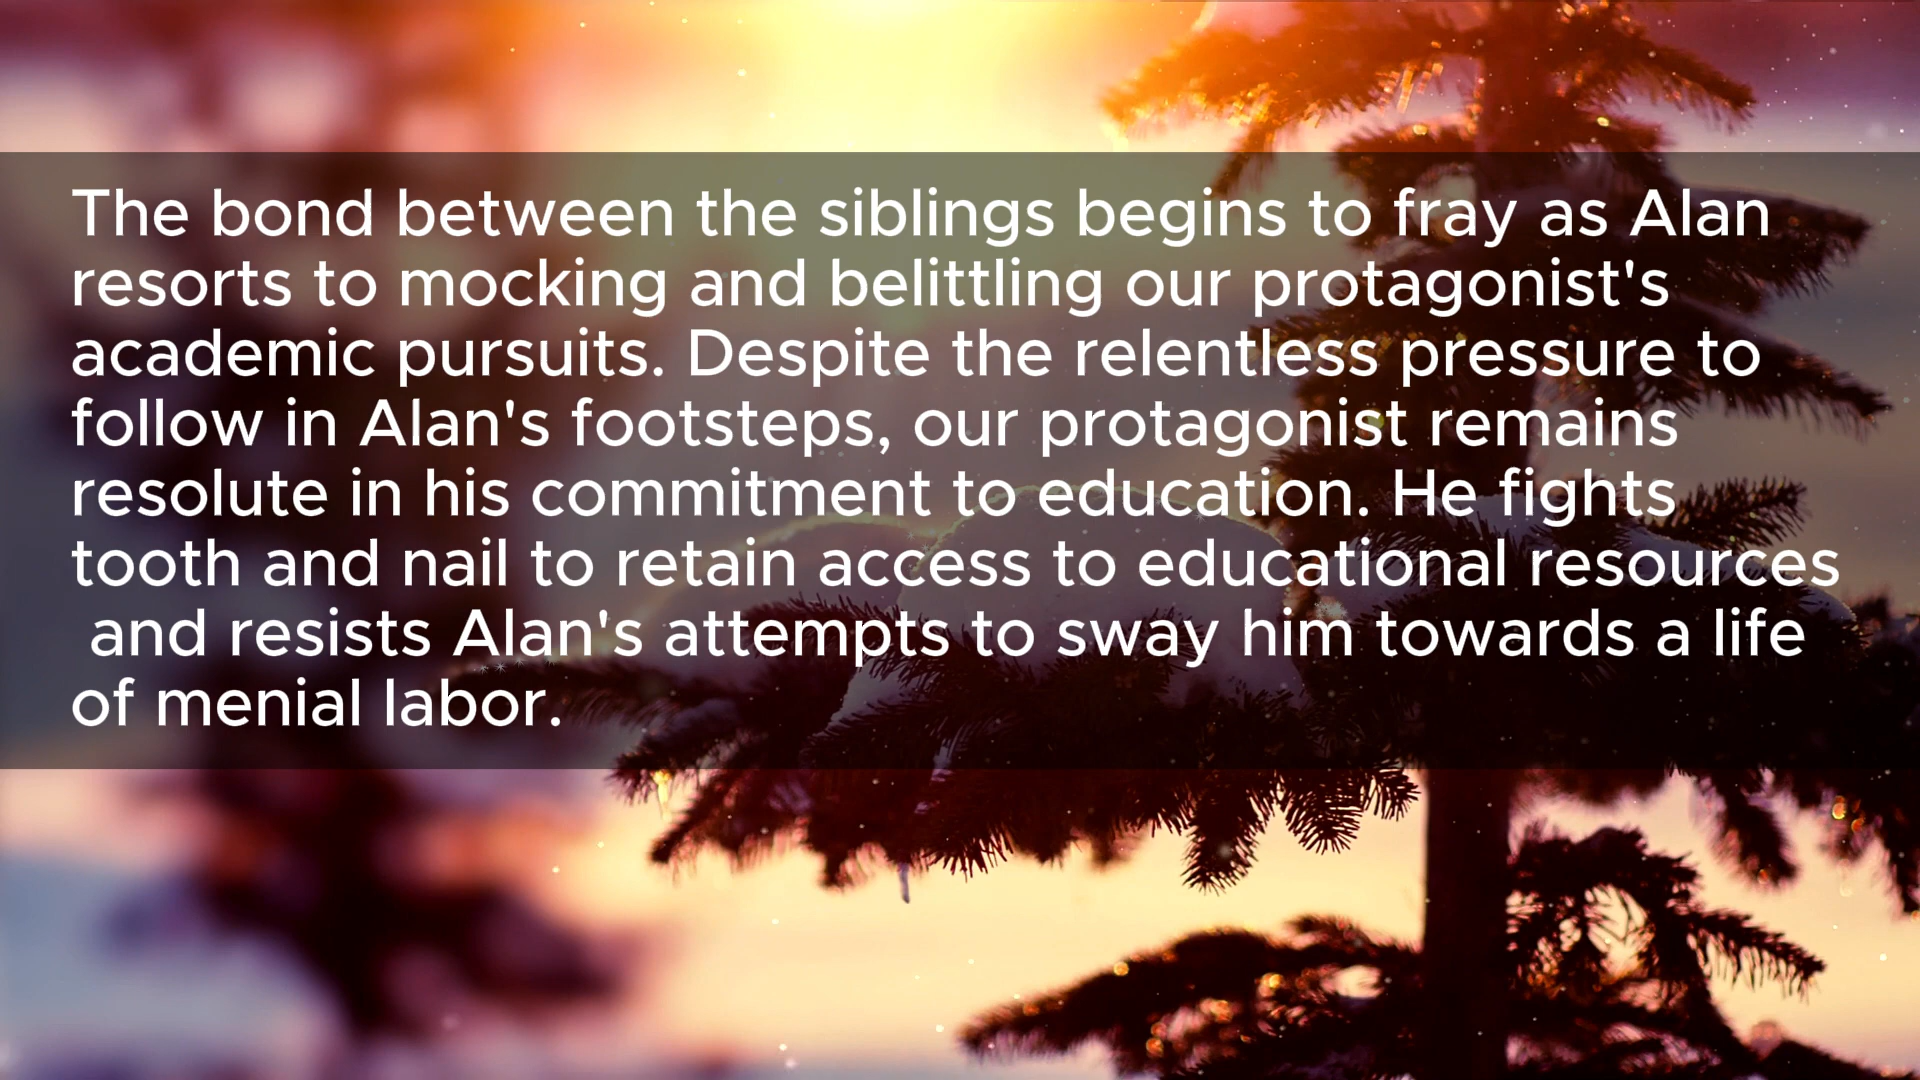 The bond between the siblings begins to fray as Alan
resorts to mocking and belittling our protagonist's
academic pursuits. Despite the relentless pressure to
follow in Alan's footsteps, our protagonist remains
resolute in his commitment to education. He fights
tooth and nail to retain access to educational resources
and resists Alan's attempts to sway him towards a life
of menial labor.